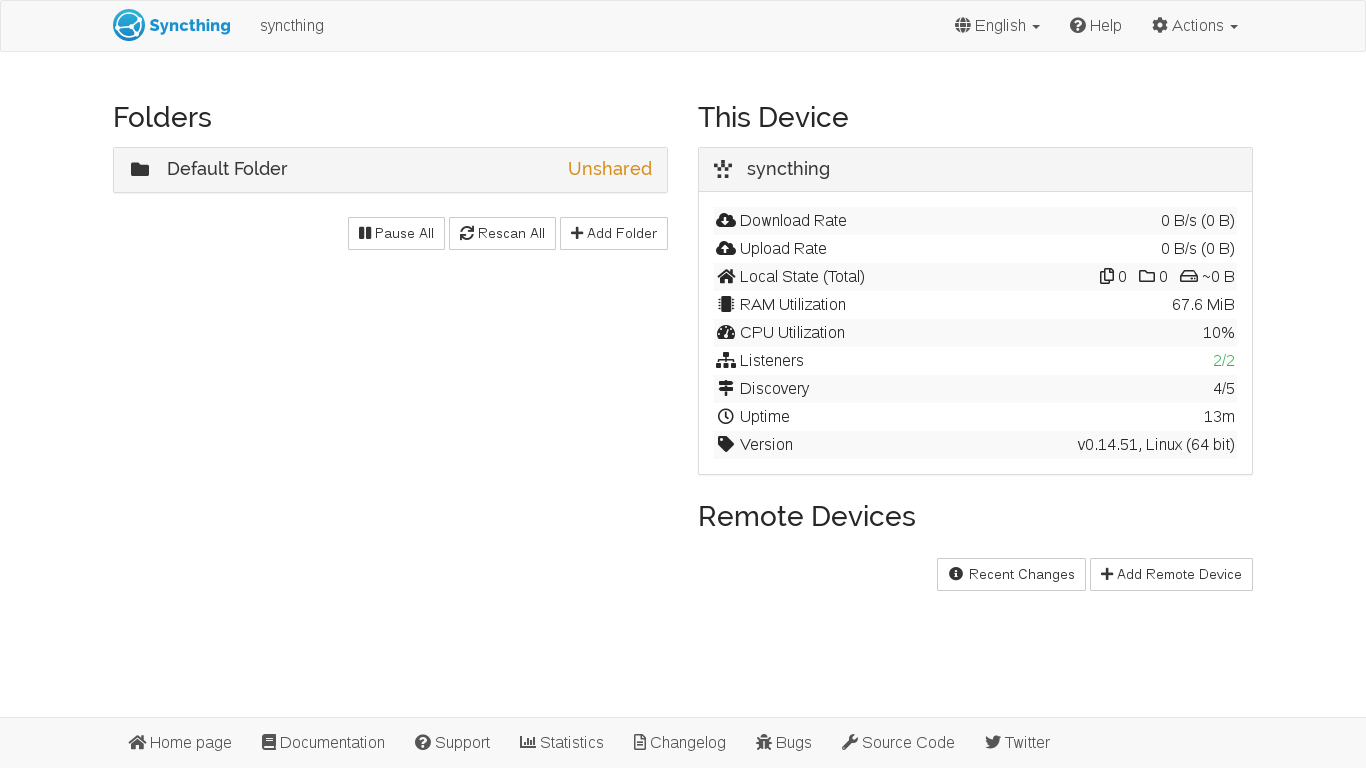 Syncthing syncthing English Help Actions
Folders
Default Folder Unshared
Pause All Rescan All Add Folder
This Device
syncthing
Download Rate 0 B/s (0 B)
Upload Rate 0 B/s (0 B)
Local State (Total) 0 0 ~0 B
RAM Utilization 67.6 MiB
CPU Utilization 10%
Listeners 2/2
Discovery 4/5
Uptime 13m
Version v0.14.51, Linux (64 bit)
Remote Devices
Recent Changes Add Remote Device
Home page Documentation Support Statistics Changelog Bugs Source Code Twitter